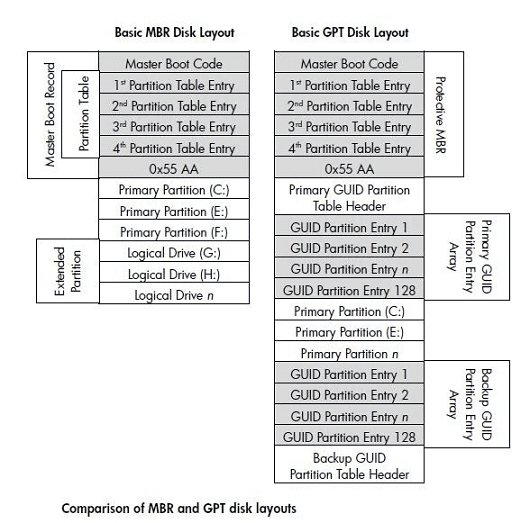 Basic MBR Disk Layout
Master Boot Record
Partition Table
Master Boot Code
1st Partition Table Entry
2nd Partition Table Entry
3rd Partition Table Entry
4th Partition Table Entry
0x55 AA
Primary Partition (C:)
Primary Partition (E:)
Primary Partition (F:)
Extended
Partition
Logical Drive (G:)
Logical Drive (H:)
Logical Drive n
Basic GPT Disk Layout
Master Boot Code
1st Partition Table Entry
2nd Partition Table Entry
3rd Partition Table Entry
4th Partition Table Entry
0x55 AA
Protective MBR
Primary GUID Partition
Table Header
GUID Partition Entry 1
GUID Partition Entry 2
GUID Partition Entry n
GUID Partition Entry 128
Primary GUID
Partition Entry
Array
Primary Partition (C:)
Primary Partition (E:)
Primary Partition n
GUID Partition Entry 1
GUID Partition Entry 2
GUID Partition Entry n
GUID Partition Entry 128
Backup GUID
Partition Entry
Array
Backup GUID
Partition Table Header
Comparison of MBR and GPT disk layouts